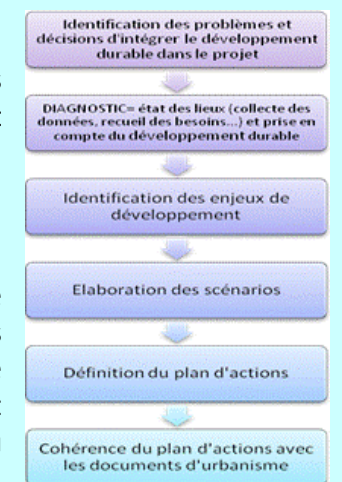 Identification des problèmes et
décisions d'intégrer le développement
durable dans le projet
DIAGNOSTIC= état des lieux (collecte des
données, recueil des besoins...) et prise en
compte du développement durable
Identification des enjeux de
développement
Elaboration des scénarios
Définition du plan d'actions
Cohérence du plan d'actions avec
les documents d'urbanisme